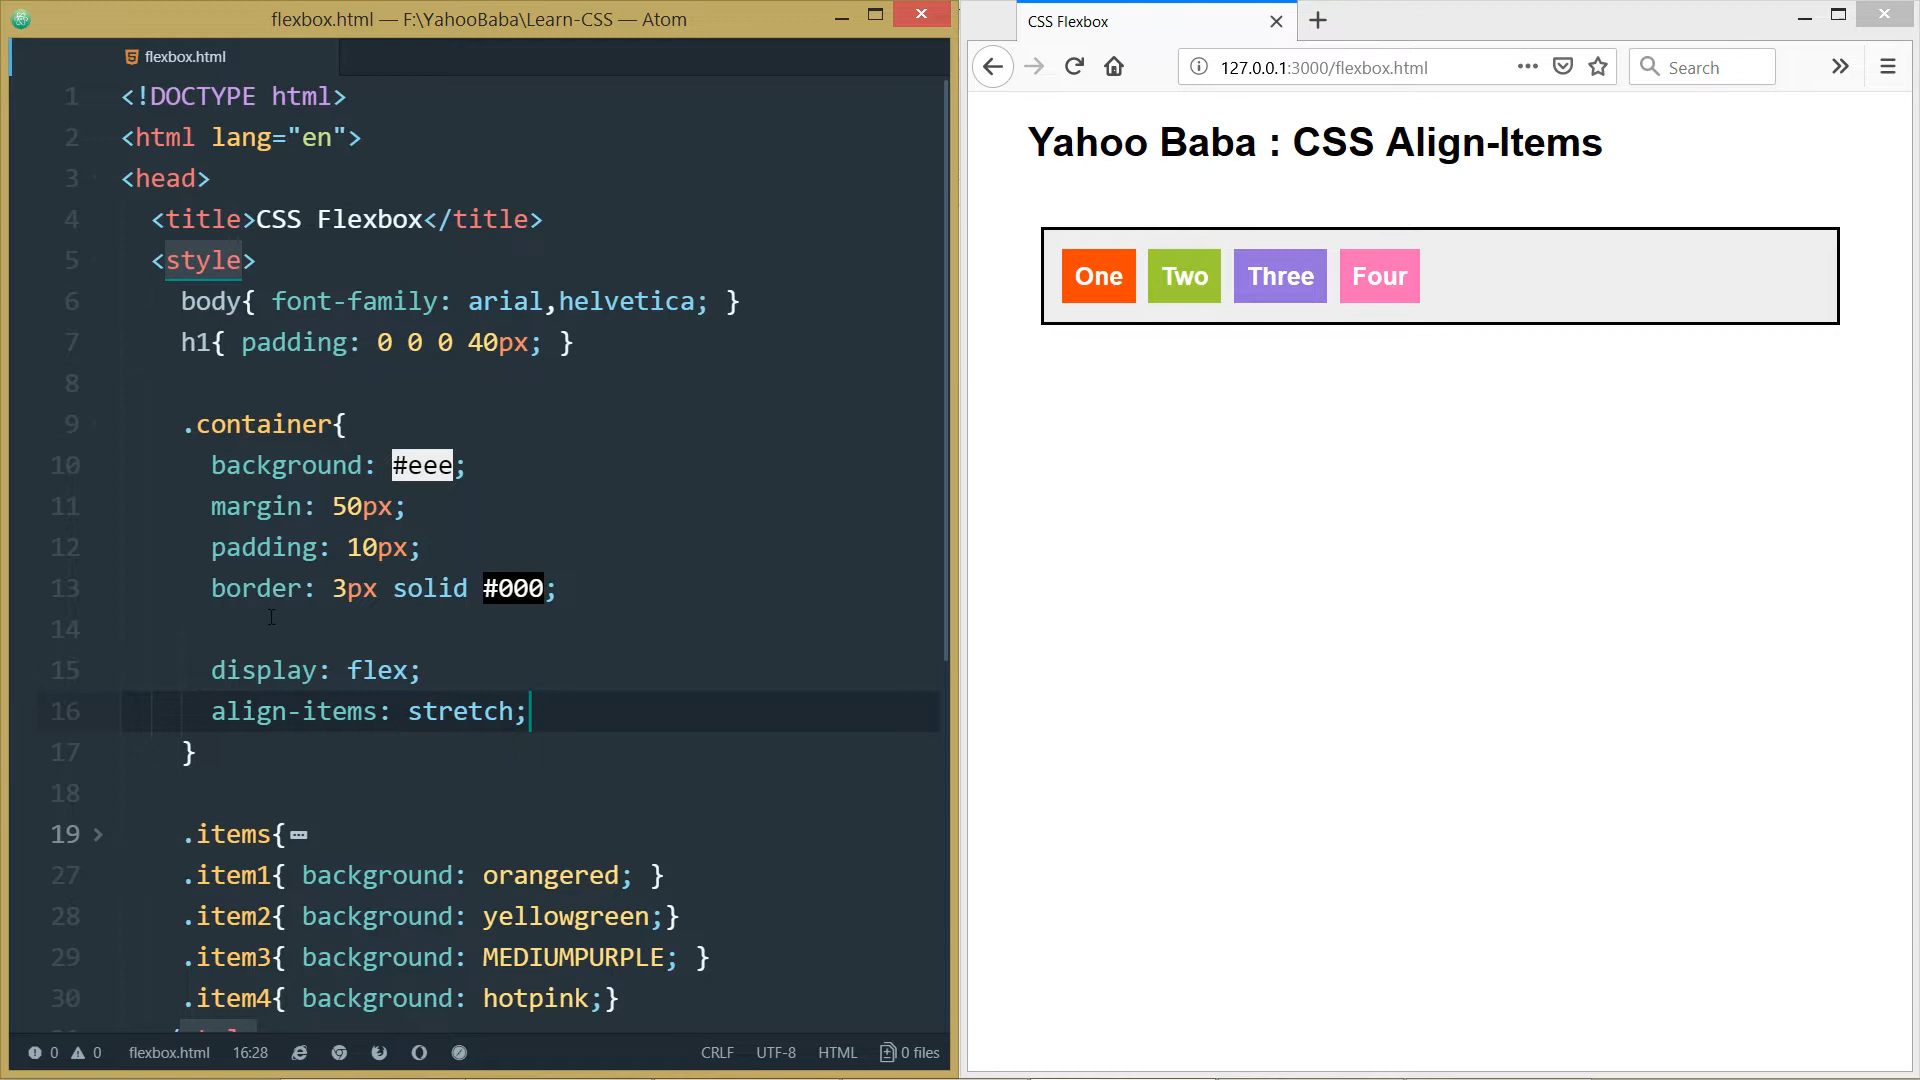 flexbox.html — F:\YahooBaba\Learn-CSS — Atom
flexbox.html
1 <!DOCTYPE html>
2 <html lang="en">
3 <head>
4 <title>CSS Flexbox</title>
5 <style>
6 body{ font-family: arial,helvetica; }
7 h1{ padding: 0 0 0 40px; }
8
9 .container{
10 background: #eee;
11 margin: 50px;
12 padding: 10px;
13 border: 3px solid #000;
14
15 display: flex;
16 align-items: stretch;
17 }
18
19 .items{
27 .item1{ background: orangered; }
28 .item2{ background: yellowgreen;}
29 .item3{ background: MEDIUMPURPLE; }
30 .item4{ background: hotpink;}
0 0 flexbox.html 16:28 CRLF UTF-8 HTML 0 files
CSS Flexbox
127.0.0.1:3000/flexbox.html
Search
Yahoo Baba : CSS Align-Items
One Two Three Four